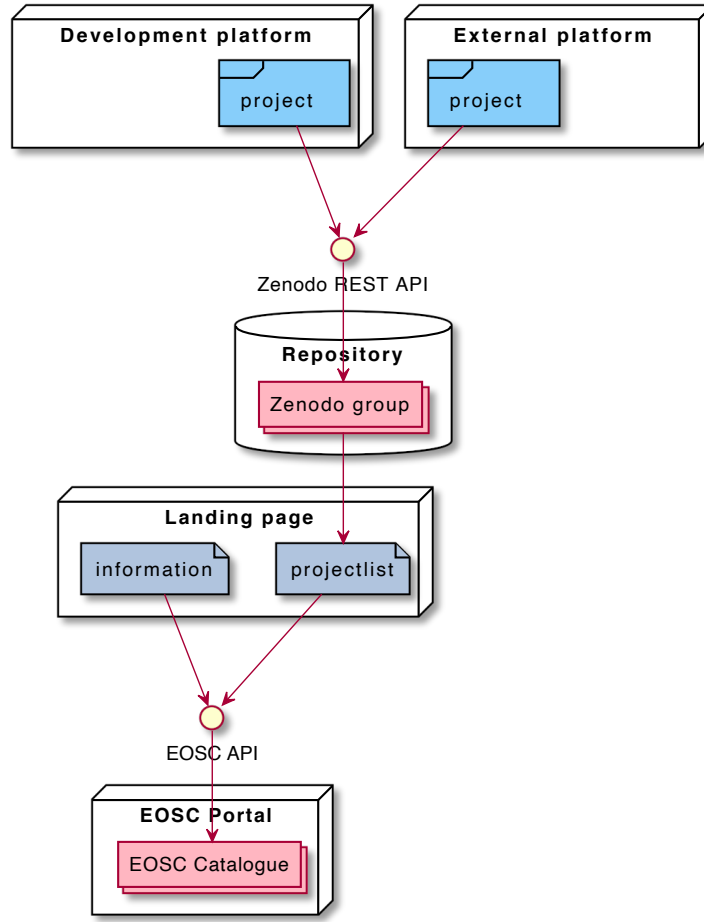 Development platform
External platform
project
project
Zenodo REST API
Repository
Zenodo group
Landing page
information
projectlist
EOSC API
EOSC Portal
EOSC Catalogue